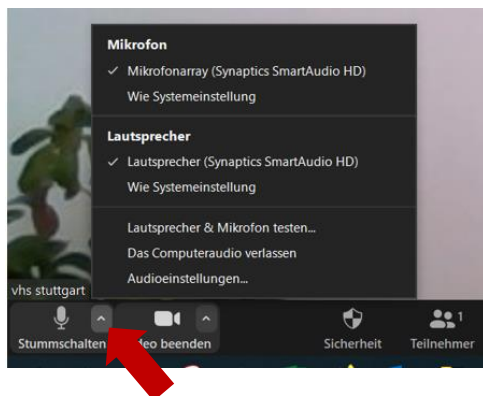 Mikrofon
Mikrofonarray (Synaptics SmartAudio HD)
Wie Systemeinstellung
Lautsprecher
Lautsprecher (Synaptics SmartAudio HD)
Wie Systemeinstellung
Lautsprecher & Mikrofon testen...
Das Computeraudio verlassen
Audioeinstellungen...
vhs stuttgart
1
Stummschalten eo beenden Sicherheit Teilnehmer